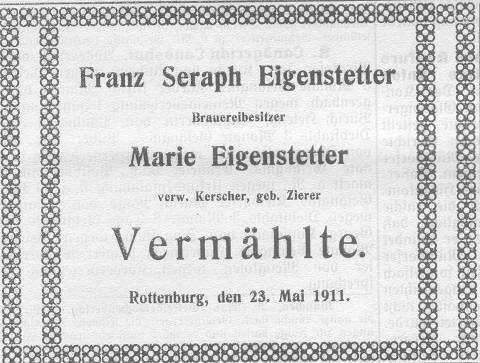 Franz Seraph Eigenstetter
Brauereibesitzer
Marie Eigenstetter
verw. Kerscher, geb. Zierer
Vermählte.
Rottenburg, den 23. Mai 1911.